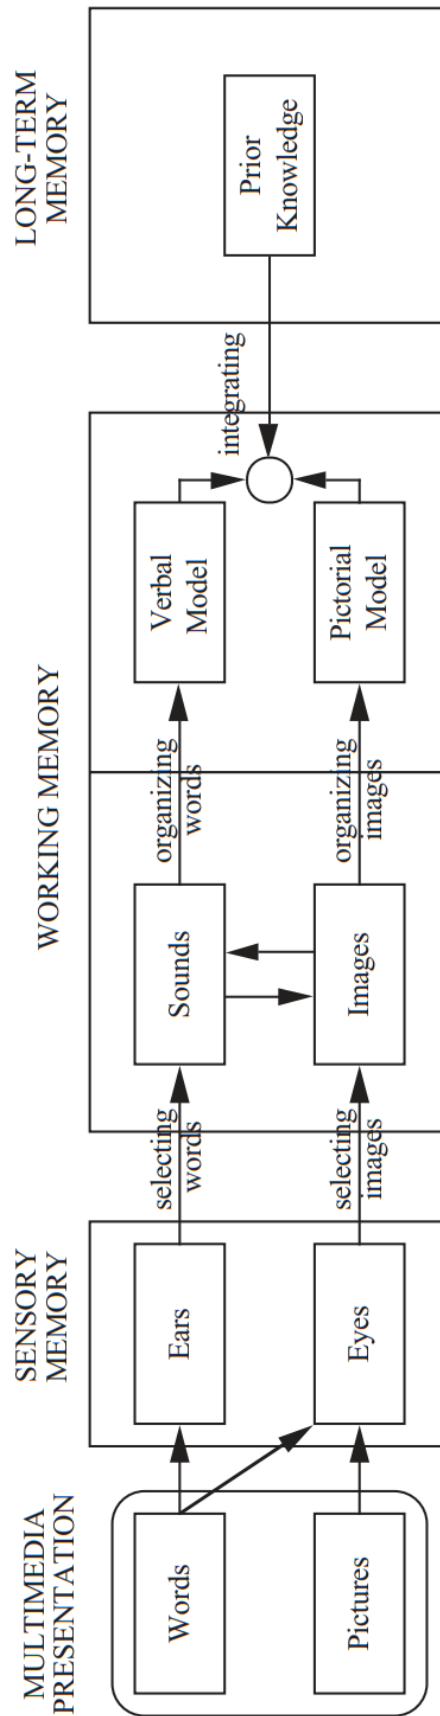 MULTIMEDIA
PRESENTATION
SENSORY
MEMORY
WORKING MEMORY
LONG-TERM
MEMORY
Words
Ears
selecting
words
Sounds
organizing
words
Verbal
Model
integrating
Prior
Knowledge
Pictures
Eyes
selecting
images
Images
organizing
images
Pictorial
Model